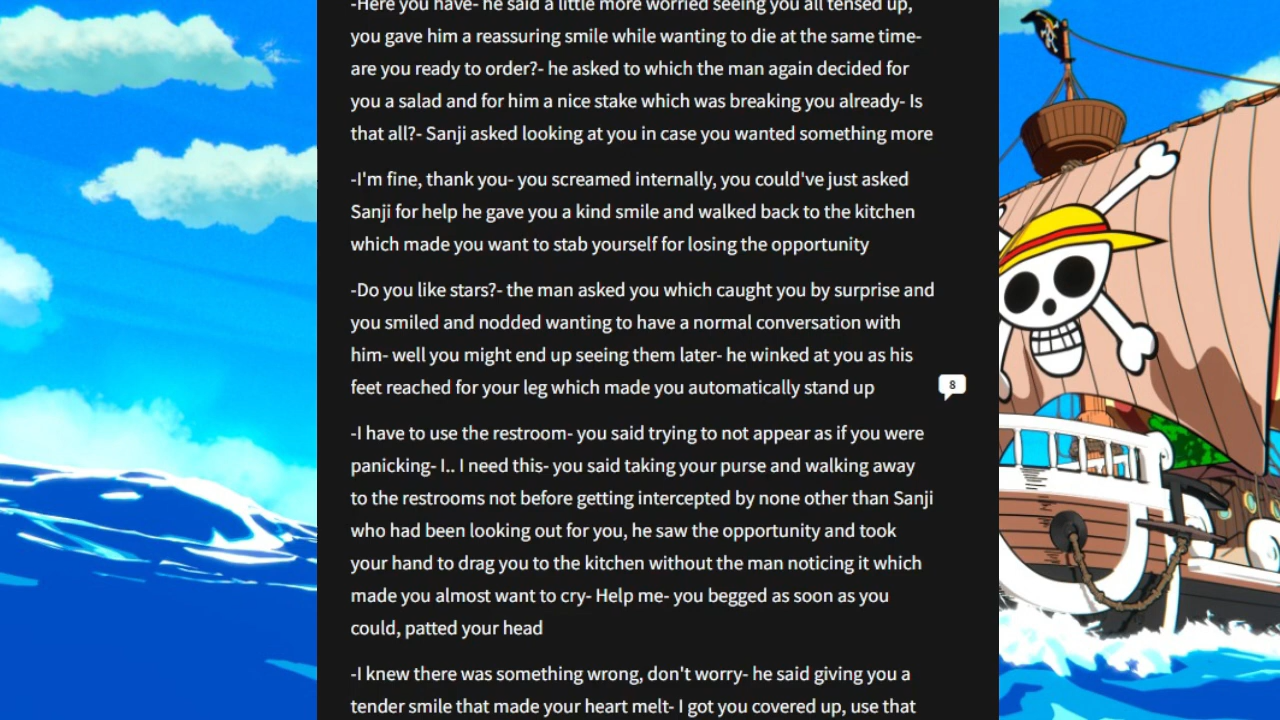 -Here you have- he said a little more worried seeing you all tensed up,
you gave him a reassuring smile while wanting to die at the same time-
are you ready to order?- he asked to which the man again decided for
you a salad and for him a nice stake which was breaking you already- Is
that all?- Sanji asked looking at you in case you wanted something more
-I'm fine, thank you- you screamed internally, you could've just asked
Sanji for help he gave you a kind smile and walked back to the kitchen
which made you want to stab yourself for losing the opportunity
-Do you like stars?- the man asked you which caught you by surprise and
you smiled and nodded wanting to have a normal conversation with
him- well you might end up seeing them later- he winked at you as his
feet reached for your leg which made you automatically stand up
8
-I have to use the restroom- you said trying to not appear as if you were
panicking- I.. I need this- you said taking your purse and walking away
to the restrooms not before getting intercepted by none other than Sanji
who had been looking out for you, he saw the opportunity and took
your hand to drag you to the kitchen without the man noticing it which
made you almost want to cry- Help me- you begged as soon as you
could, patted your head
-I knew there was something wrong, don't worry- he said giving you a
tender smile that made your heart melt- I got you covered up, use that